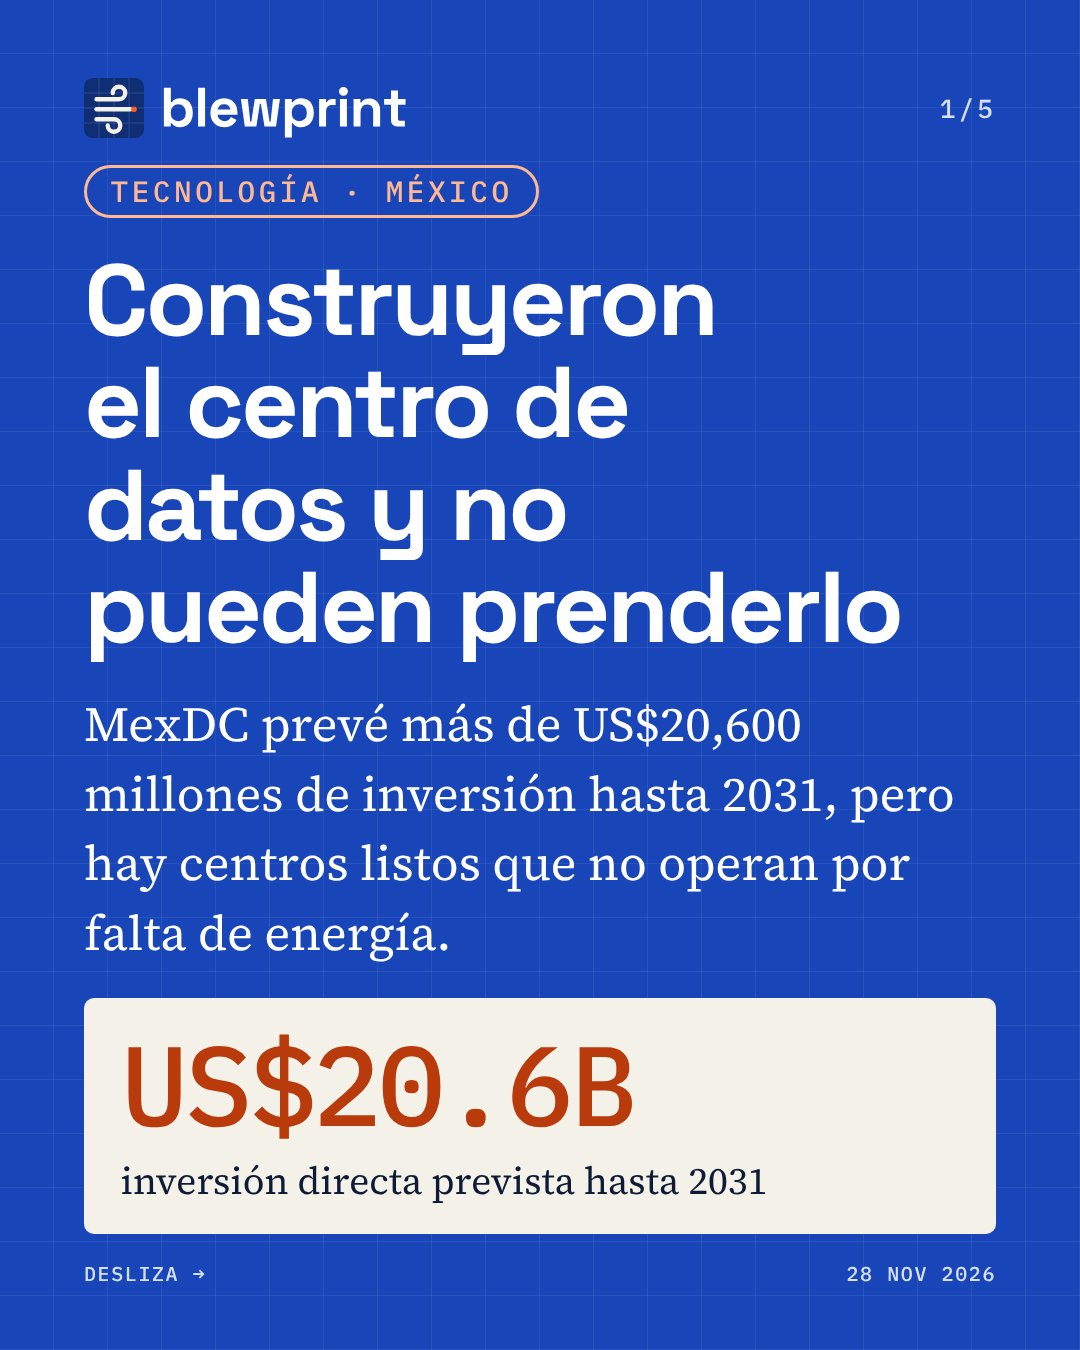 blewprint
1/5
TECNOLOGÍA · MÉXICO
Construyeron
el centro de
datos y no
pueden prenderlo
MexDC prevé más de US$20,600
millones de inversión hasta 2031, pero
hay centros listos que no operan por
falta de energía.
US$20.6B
inversión directa prevista hasta 2031
DESLIZA →
28 NOV 2026